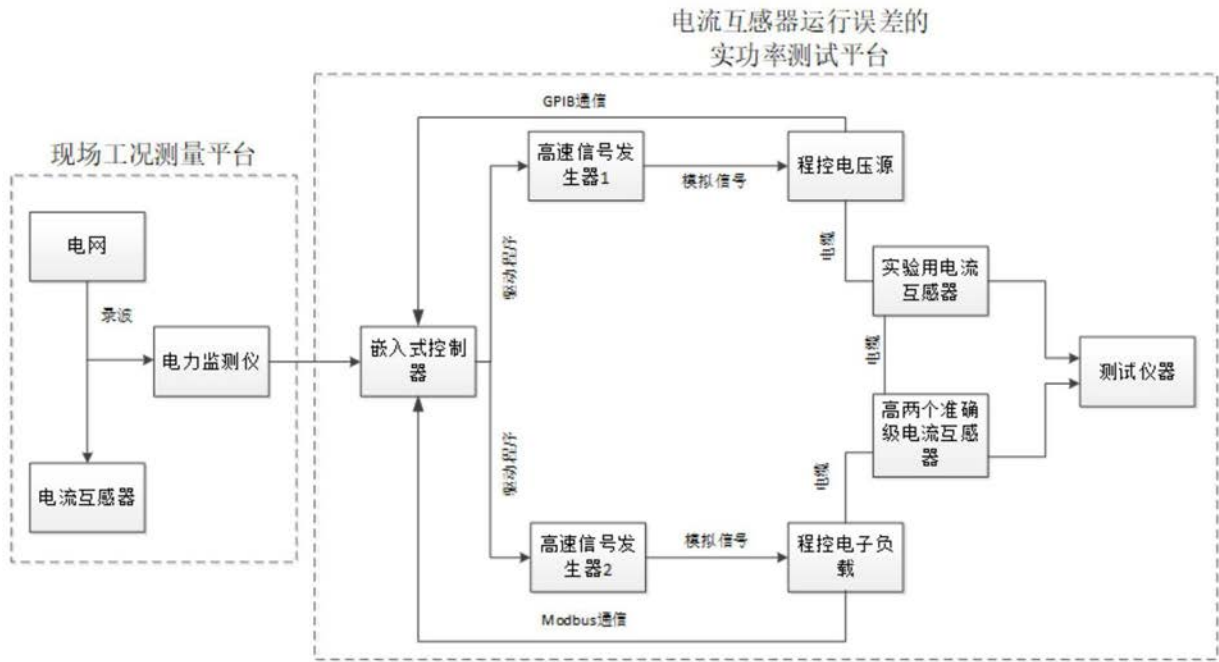 电流互感器运行误差的
实功率测试平台
现场工况测量平台
电网
录波
电力监测仪
电流互感器
GPIB通信
高速信号发
生器1
模拟信号
程控电压源
驱动程序
电缆
实验用电流
互感器
嵌入式控制
器
电缆
测试仪器
高两个准确
级电流互感
器
驱动程序
电缆
高速信号发
生器2
模拟信号
程控电子负
载
Modbus通信